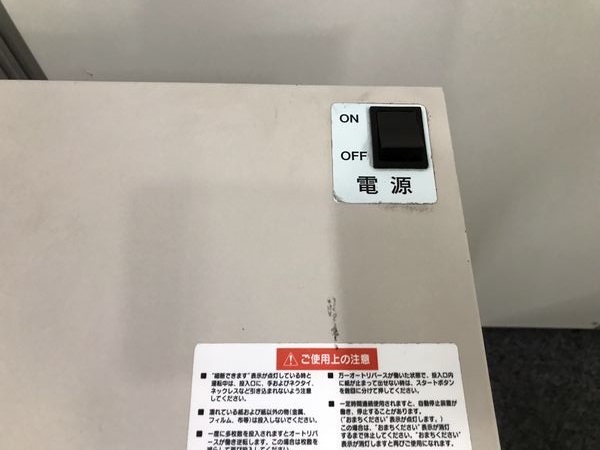 ON
OFF
電 源
⚠ ご使用上の注意
■ "細断できます"表示が点灯している時と
運転中は、投入口に、手およびネクタイ、
ネックレスなど引き込まれないよう注意
してください。
■ 濡れている紙および紙以外の物(金属、
フィルム、布等)は投入しないでください。
■ 一度に多枚数を投入されますとオートリ
バースが働き逆転します。この場合は枚数を
減らして再び投入し
■ 万一オートリバースが働いた状態で、投入口内
に紙が止まって出せない時は、スタートボタン
を数回に分けて押してください。
■ 一定時間連続使用されますと、自動停止装置が
働き、停止することがあります。
("おまちください"表示が点灯します。)
この場合は、"おまちください"表示が消灯
するまで休止してください。"おまちください"
表示が消灯しますと再びご使用になれます。